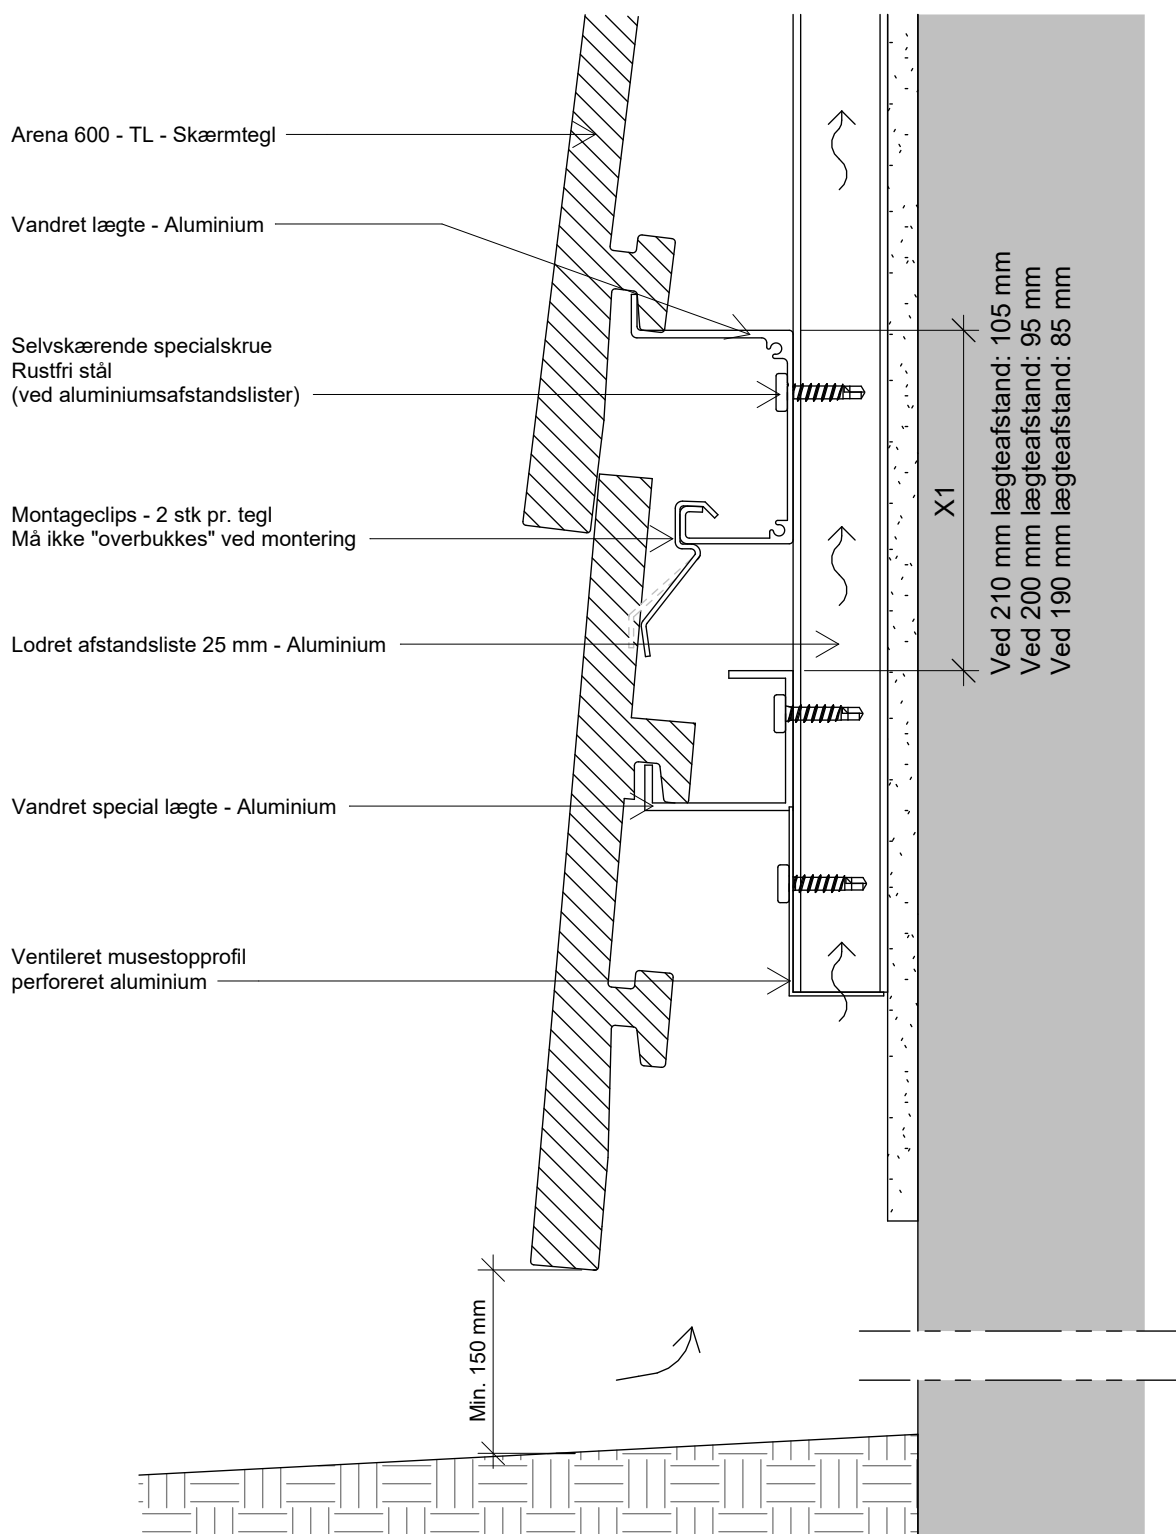 Arena 600 - TL - Skærmtegl
Vandret lægte - Aluminium
Selvskærende specialskrue
Rustfri stål
(ved aluminiumsafstandslister)
Montageclips - 2 stk pr. tegl
Må ikke "overbukkes" ved montering
Lodret afstandsliste 25 mm - Aluminium
Vandret special lægte - Aluminium
Ventileret musestopprofil
perforeret aluminium
X1
Ved 210 mm lægteafstand: 105 mm
Ved 200 mm lægteafstand: 95 mm
Ved 190 mm lægteafstand: 85 mm
Min. 150 mm